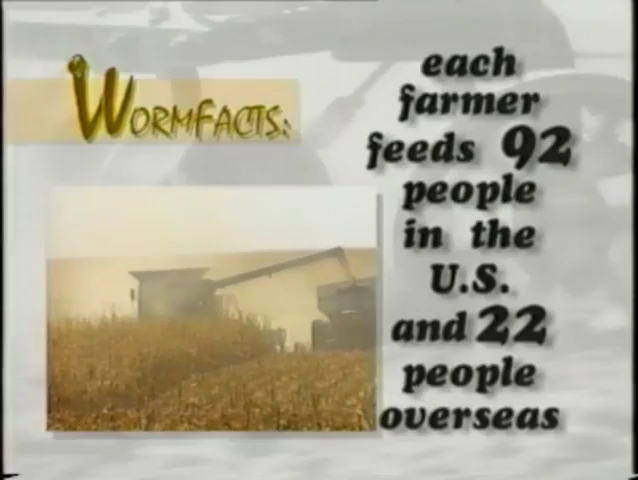 WORMFACTS:
each
farmer
feeds 92
people
in the
U.S.
and 22
people
overseas